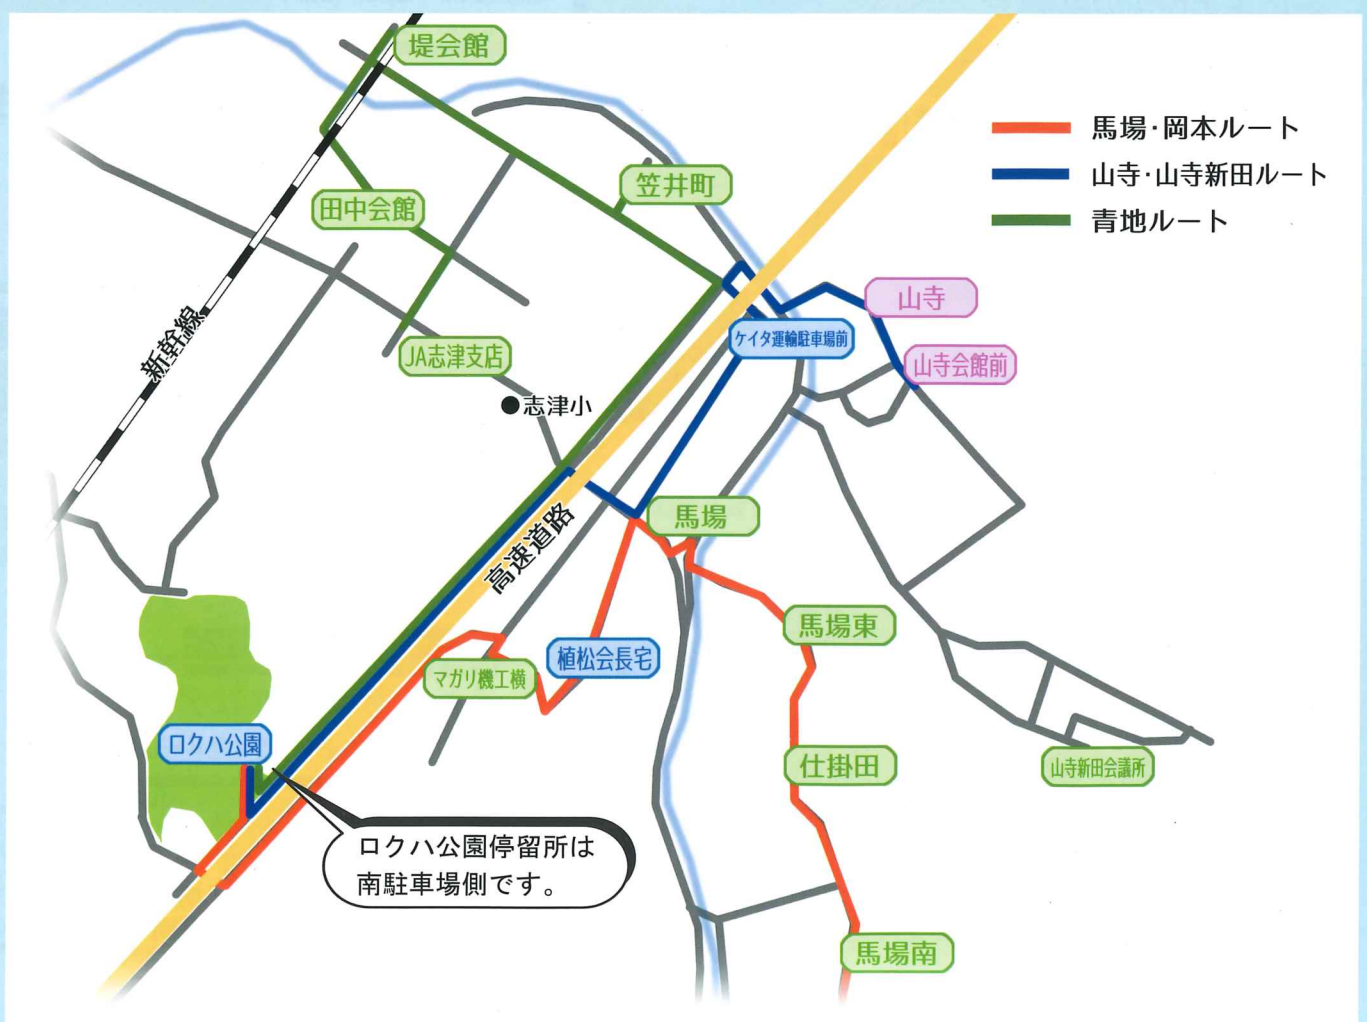 堤会館
馬場・岡本ルート
山寺・山寺新田ルート
青地ルート
笠井町
田中会館
山寺
新幹線
ケイタ運輸駐車場前
JA志津支店
山寺会館前
志津小
馬場
高速道路
馬場東
植松会長宅
マガリ機工横
ロクハ公園
仕掛田
山寺新田会議所
ロクハ公園停留所は
南駐車場側です。
馬場南